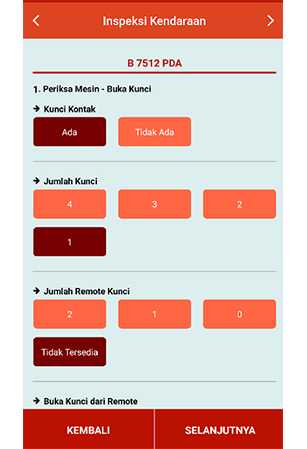 Inspeksi Kendaraan
B 7512 PDA
1. Periksa Mesin - Buka Kunci
→ Kunci Kontak
Ada
Tidak Ada
→ Jumlah Kunci
4
3
2
1
→ Jumlah Remote Kunci
2
1
0
Tidak Tersedia
→ Buka Kunci dari Remote
KEMBALI
SELANJUTNYA